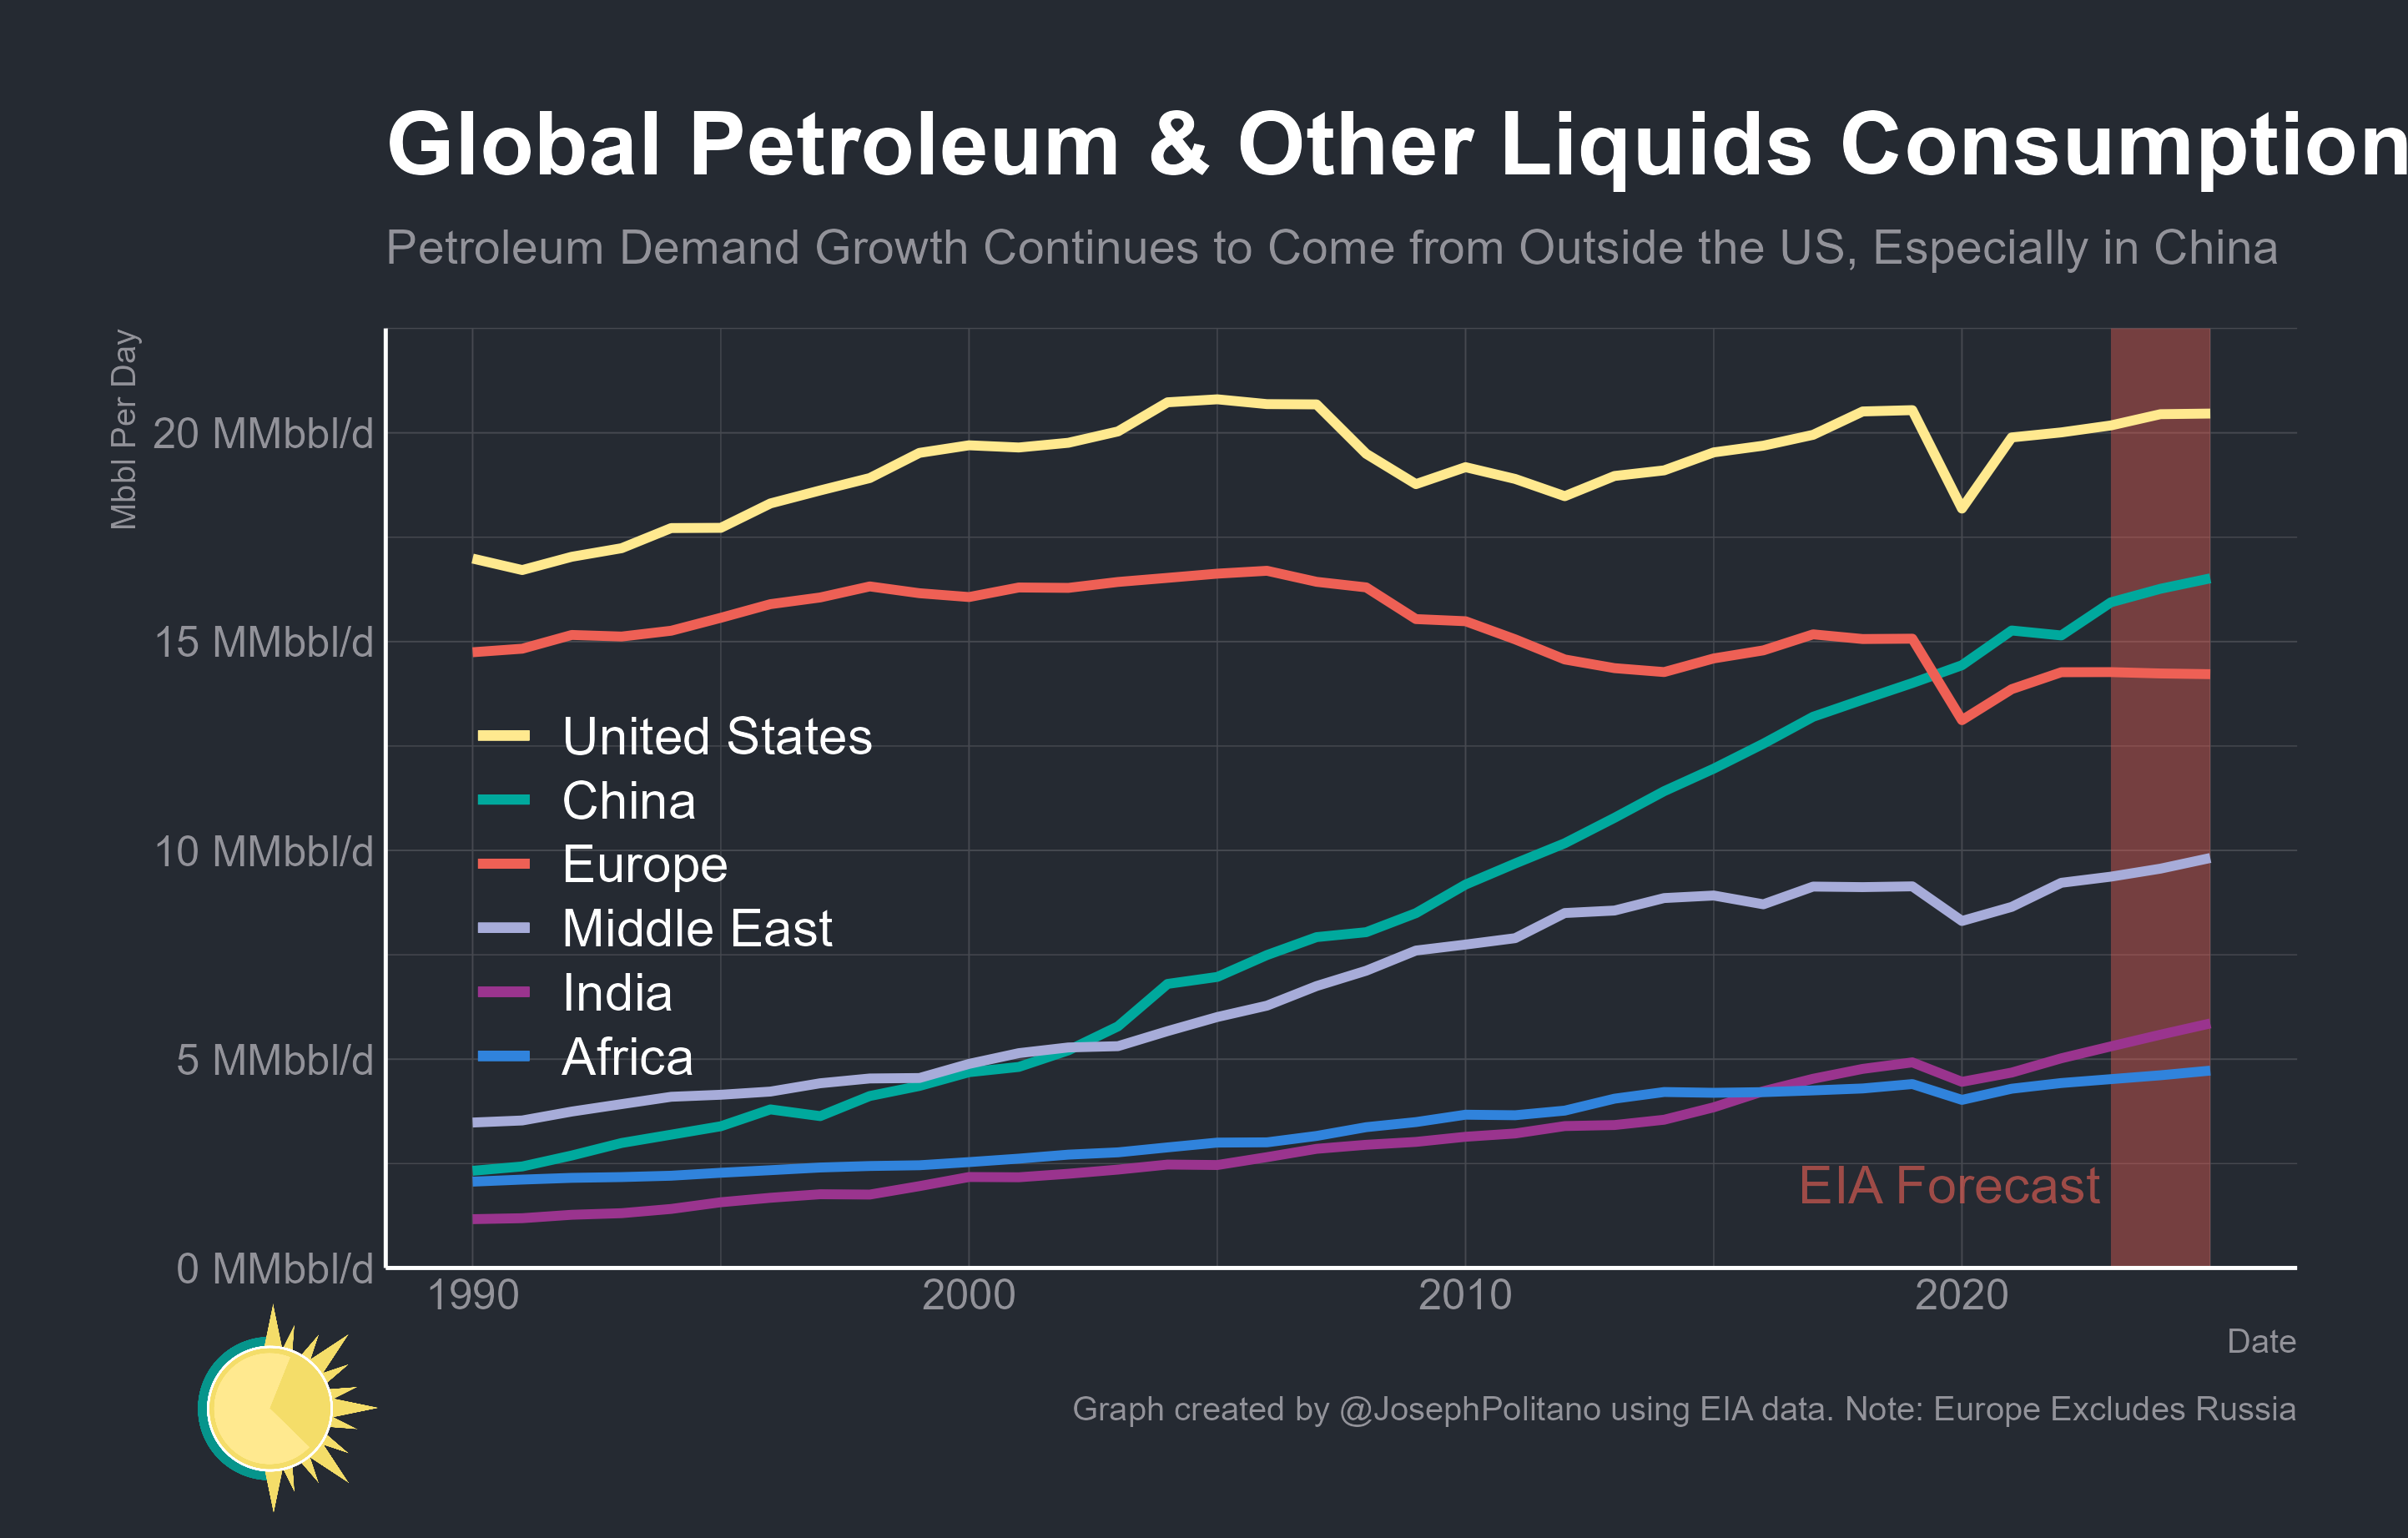 Global Petroleum & Other Liquids Consumption
Petroleum Demand Growth Continues to Come from Outside the US, Especially in China
Mbbl Per Day
20 MMbbl/d
15 MMbbl/d
10 MMbbl/d
5 MMbbl/d
0 MMbbl/d
United States
China
Europe
Middle East
India
Africa
EIA Forecast
1990
2000
2010
2020
Date
Graph created by @JosephPolitano using EIA data. Note: Europe Excludes Russia